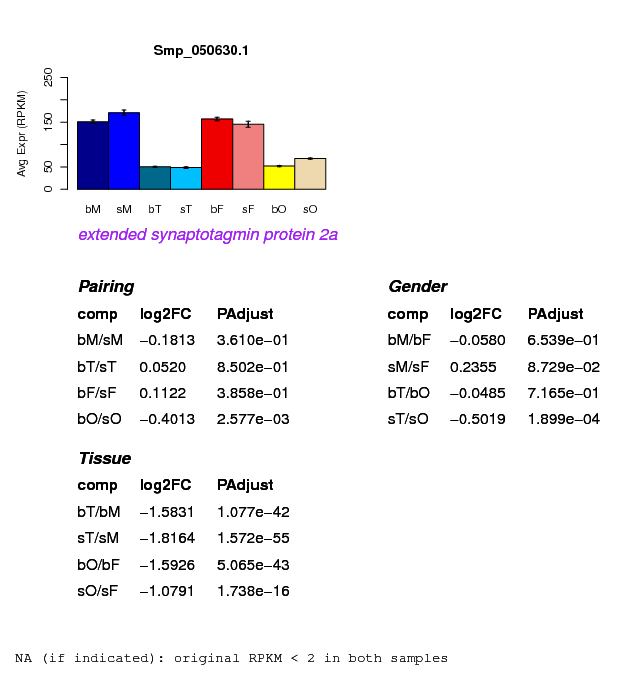 Smp_050630.1
Avg Expr (RPKM)
250
150
50
0
bM sM bT sT bF sF bO sO
extended synaptotagmin protein 2a
Pairing
comp log2FC PAdjust
bM/sM −0.1813 3.610e−01
bT/sT 0.0520 8.502e−01
bF/sF 0.1122 3.858e−01
bO/sO −0.4013 2.577e−03
Gender
comp log2FC PAdjust
bM/bF −0.0580 6.539e−01
sM/sF 0.2355 8.729e−02
bT/bO −0.0485 7.165e−01
sT/sO −0.5019 1.899e−04
Tissue
comp log2FC PAdjust
bT/bM −1.5831 1.077e−42
sT/sM −1.8164 1.572e−55
bO/bF −1.5926 5.065e−43
sO/sF −1.0791 1.738e−16
NA (if indicated): original RPKM < 2 in both samples